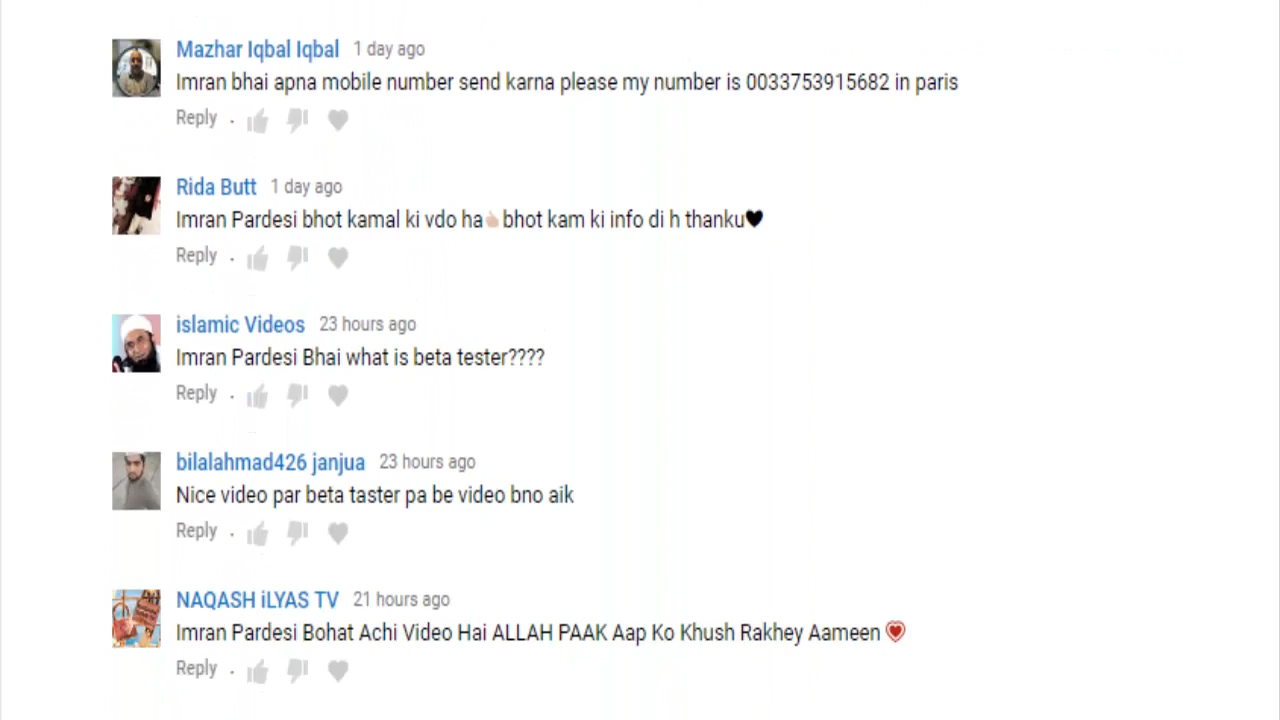 Mazhar Iqbal Iqbal 1 day ago
Imran bhai apna mobile number send karna please my number is 0033753915682 in paris
Reply .
Rida Butt 1 day ago
Imran Pardesi bhot kamal ki vdo ha👆🏻bhot kam ki info di h thanku♥
Reply .
islamic Videos 23 hours ago
Imran Pardesi Bhai what is beta tester????
Reply .
bilalahmad426 janjua 23 hours ago
Nice video par beta taster pa be video bno aik
Reply .
NAQASH iLYAS TV 21 hours ago
Imran Pardesi Bohat Achi Video Hai ALLAH PAAK Aap Ko Khush Rakhey Aameen 💗
Reply .